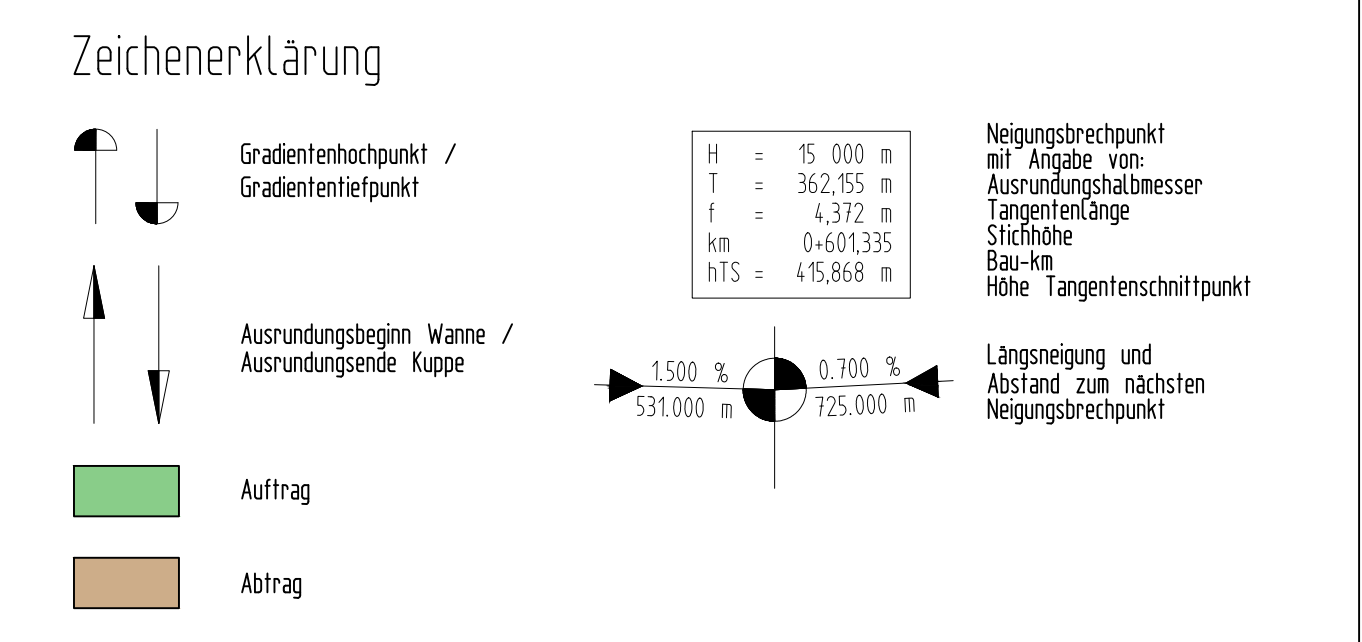 Zeichenerklärung
Gradientenhochpunkt /
Gradiententiefpunkt
Ausrundungsbeginn Wanne /
Ausrundungsende Kuppe
Auftrag
Abtrag
H = 15 000 m
T = 362,155 m
f = 4,372 m
km 0+601,335
hTS = 415,868 m
Neigungsbrechpunkt
mit Angabe von:
Ausrundungshalbmesser
Tangentenlänge
Stichhöhe
Bau-km
Höhe Tangentenschnittpunkt
1.500 % 0.700 %
531.000 m 725.000 m
Längsneigung und
Abstand zum nächsten
Neigungsbrechpunkt